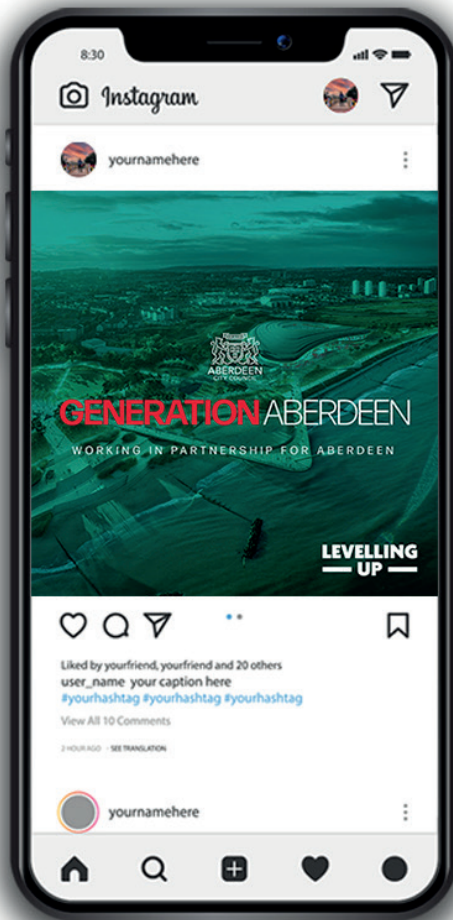 8:30
Instagram
yournamehere
ABERDEEN
CITY COUNCIL
GENERATION ABERDEEN
WORKING IN PARTNERSHIP FOR ABERDEEN
LEVELLING
UP
Liked by yourfriend, yourfriend and 20 others
user_name your caption here
#yourhashtag #yourhashtag #yourhashtag
View All 10 Comments
2 HOUR AGO · SEE TRANSLATION
yournamehere